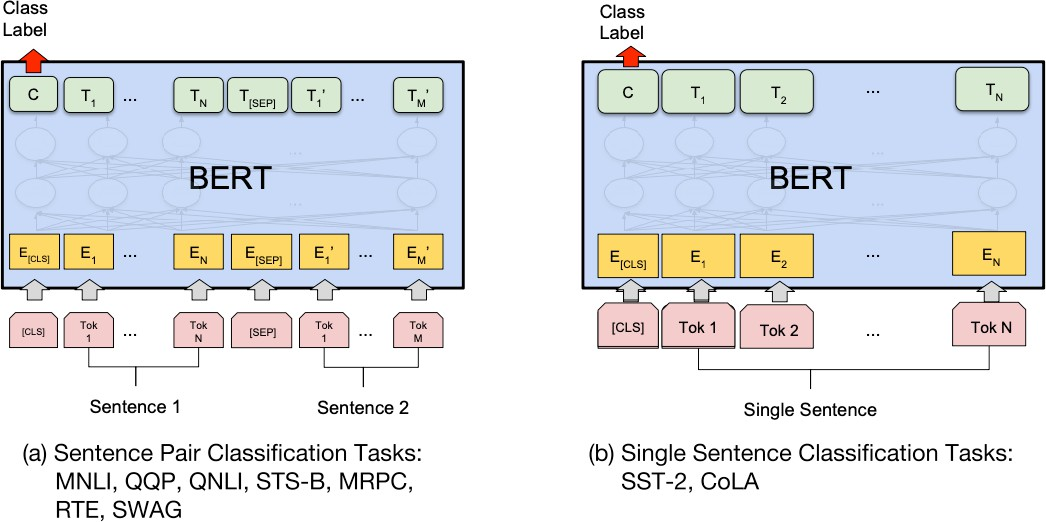 Class
Label
C T1 ... TN T[SEP] T1' ... TM'
BERT
E[CLS] E1 ... EN E[SEP] E1' ... EM'
[CLS] Tok 1 ... Tok N [SEP] Tok 1 ... Tok M
Sentence 1 Sentence 2
(a) Sentence Pair Classification Tasks:
MNLI, QQP, QNLI, STS-B, MRPC,
RTE, SWAG
Class
Label
C T1 T2 ... TN
BERT
E[CLS] E1 E2 ... EN
[CLS] Tok 1 Tok 2 ... Tok N
Single Sentence
(b) Single Sentence Classification Tasks:
SST-2, CoLA